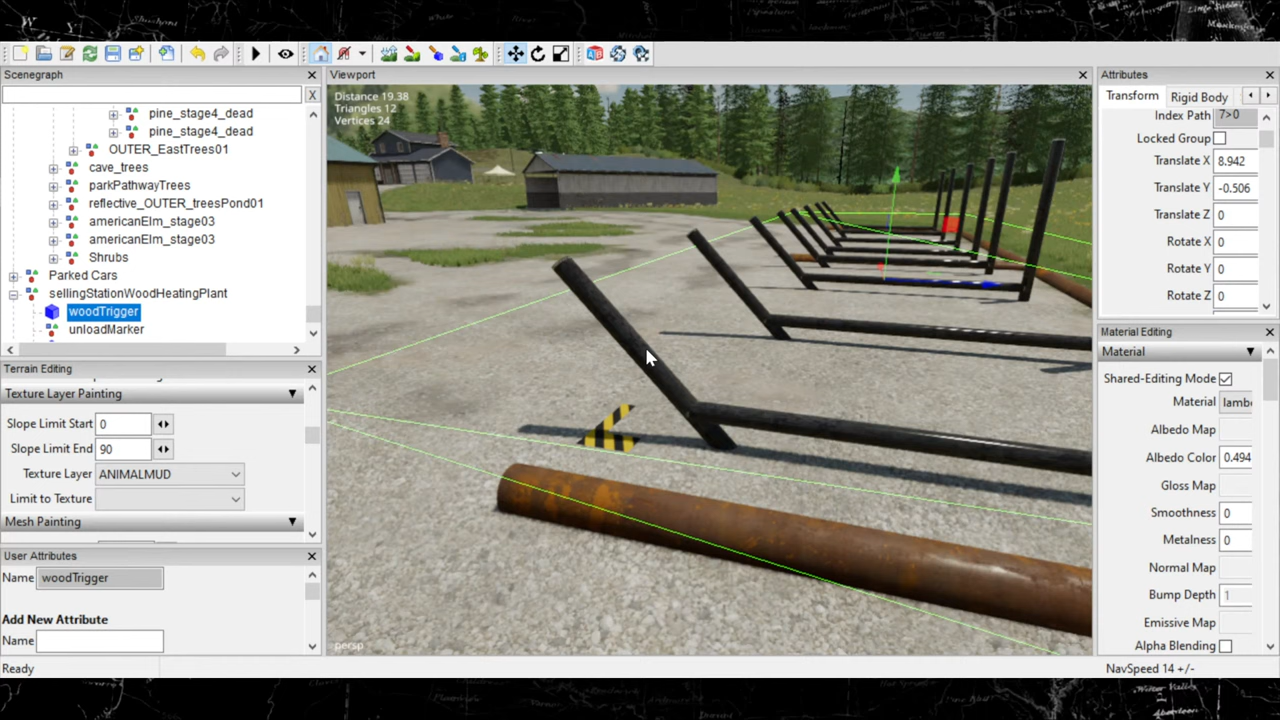 Scenegraph
X
pine_stage4_dead
pine_stage4_dead
OUTER_EastTrees01
cave_trees
parkPathwayTrees
reflective_OUTER_treesPond01
americanElm_stage03
americanElm_stage03
Shrubs
Parked Cars
sellingStationWoodHeatingPlant
woodTrigger
unloadMarker
Terrain Editing
Texture Layer Painting
Slope Limit Start 0
Slope Limit End 90
Texture Layer ANIMALMUD
Limit to Texture
Mesh Painting
User Attributes
Name woodTrigger
Add New Attribute
Name
Ready
Viewport
Distance 19.38
Triangles 12
Vertices 24
persp
Attributes
Transform Rigid Body
Index Path 7>0
Locked Group
Translate X 8.942
Translate Y -0.506
Translate Z 0
Rotate X 0
Rotate Y 0
Rotate Z 0
Material Editing
Material
Shared-Editing Mode
Material lambe
Albedo Map
Albedo Color 0.494
Gloss Map
Smoothness 0
Metalness 0
Normal Map
Bump Depth 1
Emissive Map
Alpha Blending
NavSpeed 14 +/-